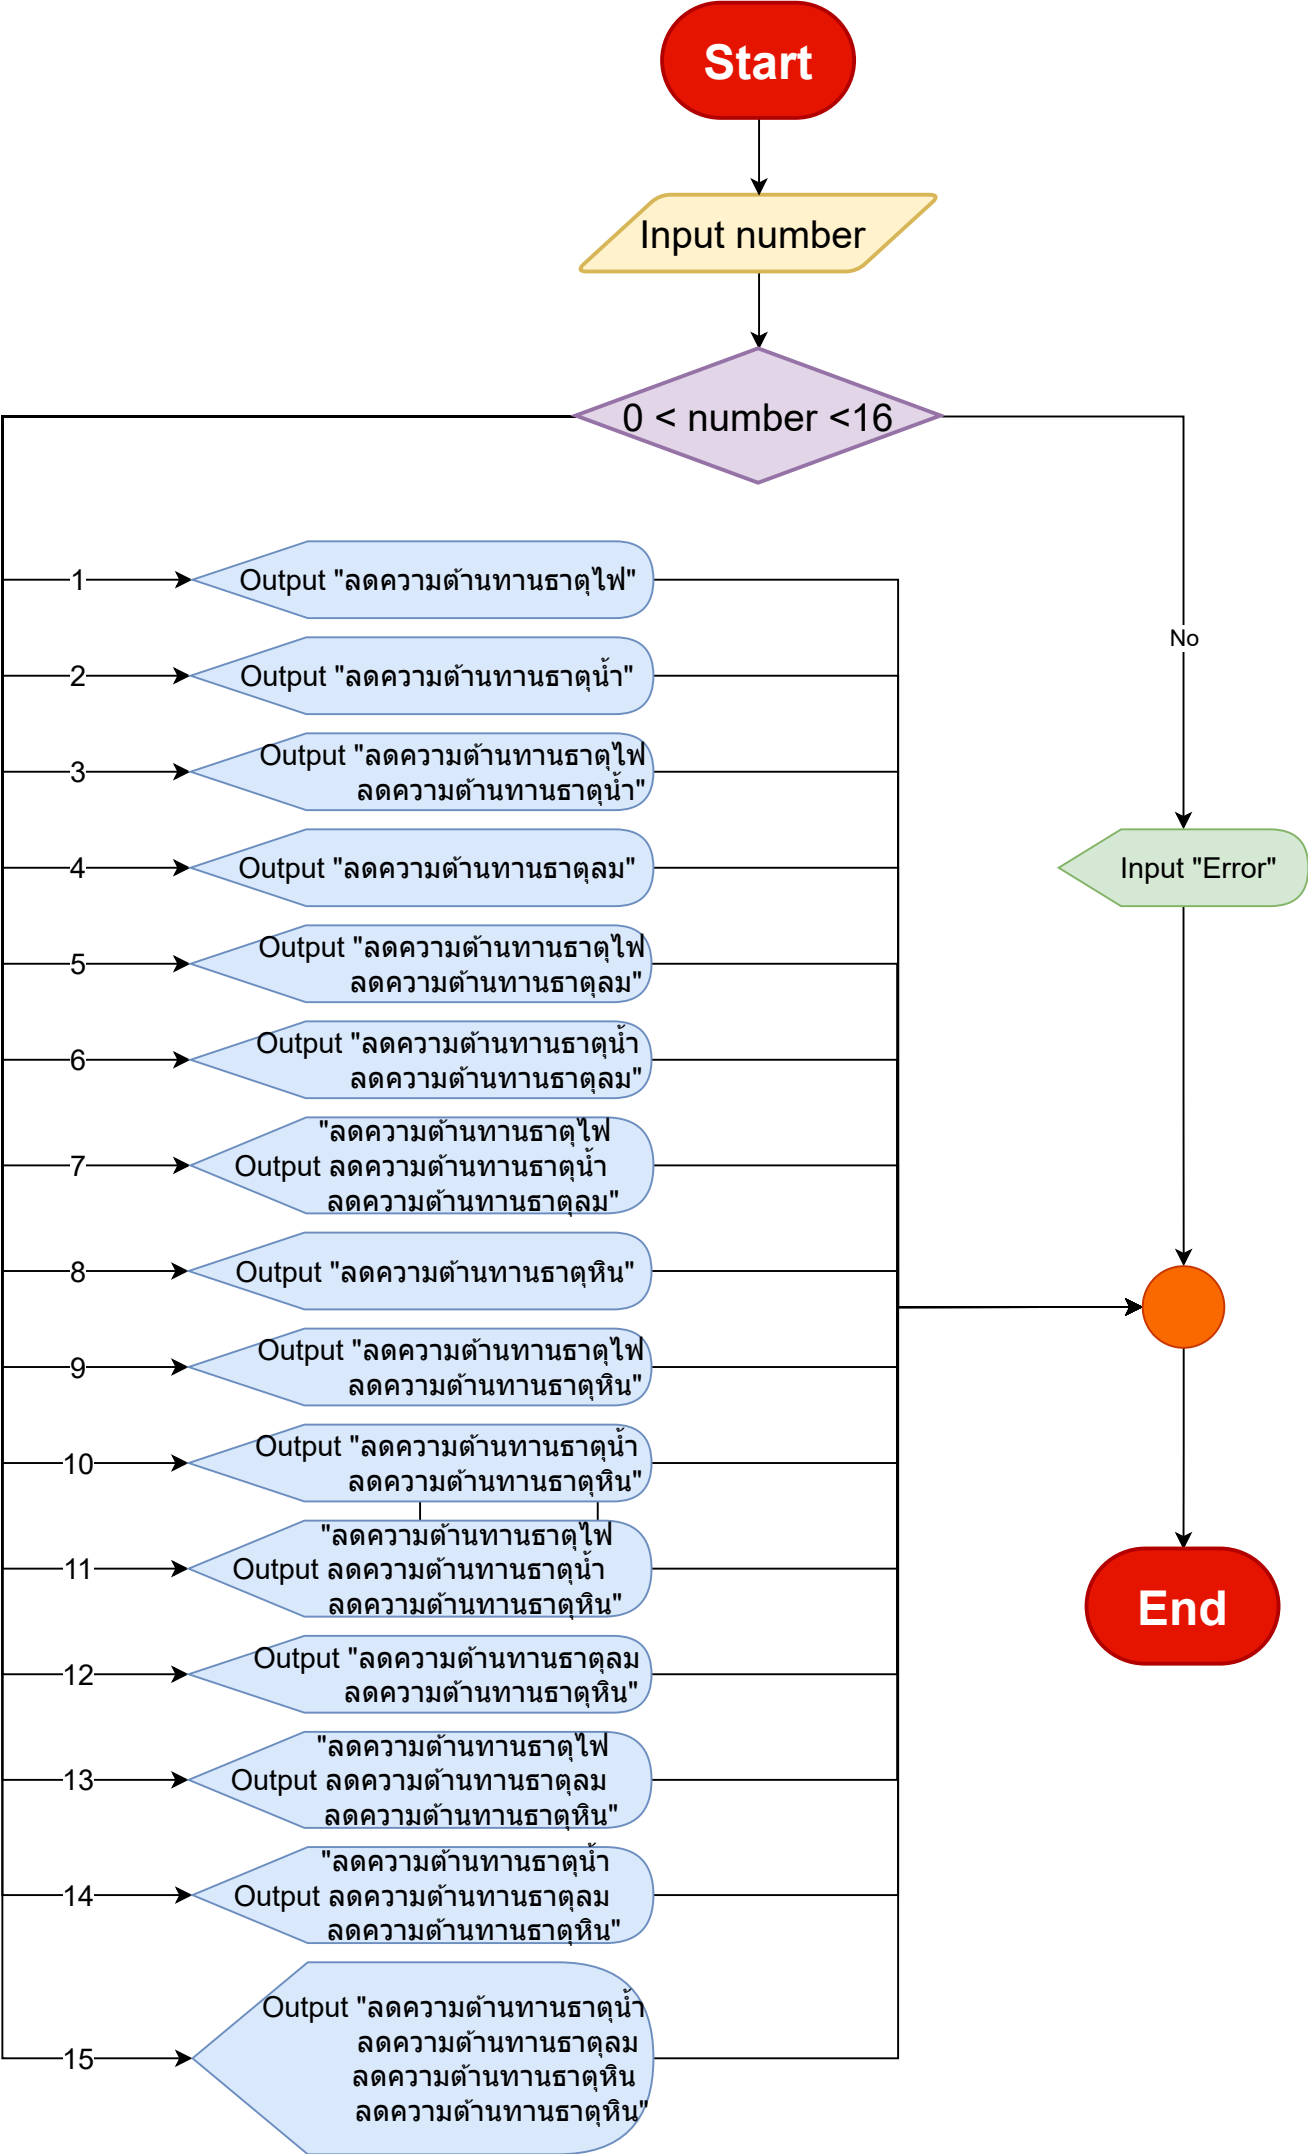 Start
Input number
0 < number <16
No
1
Output "ลดความต้านทานธาตุไฟ"
2
Output "ลดความต้านทานธาตุน้ำ"
3
Output "ลดความต้านทานธาตุไฟ
ลดความต้านทานธาตุน้ำ"
4
Output "ลดความต้านทานธาตุลม"
Input "Error"
5
Output "ลดความต้านทานธาตุไฟ
ลดความต้านทานธาตุลม"
6
Output "ลดความต้านทานธาตุน้ำ
ลดความต้านทานธาตุลม"
7
"ลดความต้านทานธาตุไฟ
Output ลดความต้านทานธาตุน้ำ
ลดความต้านทานธาตุลม"
8
Output "ลดความต้านทานธาตุหิน"
9
Output "ลดความต้านทานธาตุไฟ
ลดความต้านทานธาตุหิน"
10
Output "ลดความต้านทานธาตุน้ำ
ลดความต้านทานธาตุหิน"
11
"ลดความต้านทานธาตุไฟ
Output ลดความต้านทานธาตุน้ำ
ลดความต้านทานธาตุหิน"
End
12
Output "ลดความต้านทานธาตุลม
ลดความต้านทานธาตุหิน"
13
"ลดความต้านทานธาตุไฟ
Output ลดความต้านทานธาตุลม
ลดความต้านทานธาตุหิน"
14
"ลดความต้านทานธาตุน้ำ
Output ลดความต้านทานธาตุลม
ลดความต้านทานธาตุหิน"
15
Output "ลดความต้านทานธาตุน้ำ
ลดความต้านทานธาตุลม
ลดความต้านทานธาตุหิน
ลดความต้านทานธาตุหิน"